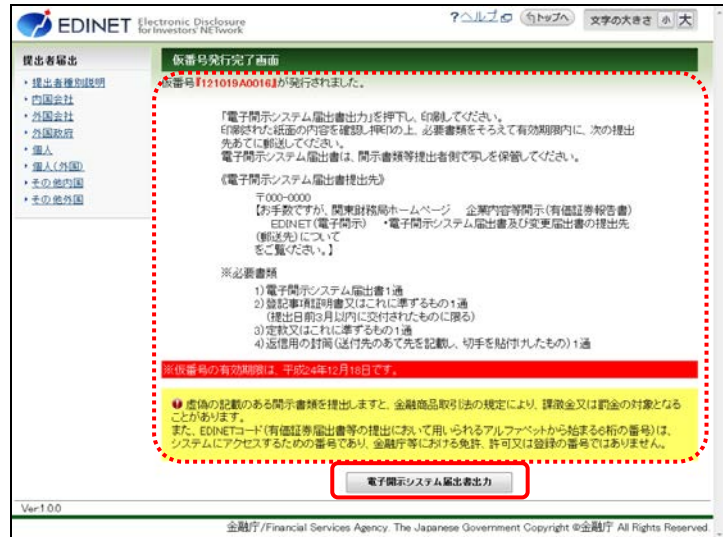 EDINET Electronic Disclosure for Investors' NETwork
?ヘルプ トップへ 文字の大きさ 小 大
提出者届出
・提出者種別説明
・内国会社
・外国会社
・外国政府
・個人
・個人(外国)
・その他内国
・その他外国
仮番号発行完了画面
仮番号『121019A0016』が発行されました。
「電子開示システム届出書出力」を押下し、印刷してください。
印刷された紙面の内容を確認し押印の上、必要書類をそろえて有効期限内に、次の提出
先あてに郵送してください。
電子開示システム届出書は、開示書類等提出者側で写しを保管してください。
《電子開示システム届出書提出先》
〒000-0000
【お手数ですが、関東財務局ホームページ 企業内容等開示(有価証券報告書)
EDINET(電子開示) ・電子開示システム届出書及び変更届出書の提出先
(郵送先)について
をご覧ください。】
※必要書類
1)電子開示システム届出書1通
2)登記事項証明書又はこれに準ずるもの1通
(提出日前3月以内に交付されたものに限る)
3)定款又はこれに準ずるもの1通
4)返信用の封筒(送付先のあて先を記載し、切手を貼付けしたもの)1通
※仮番号の有効期限は、平成24年12月18日です。
虚偽の記載のある開示書類を提出しますと、金融商品取引法の規定により、課徴金又は罰金の対象となる
ことがあります。
また、EDINETコード(有価証券届出書等の提出において用いられるアルファベットから始まる6桁の番号)は、
システムにアクセスするための番号であり、金融庁等における免許、許可又は登録の番号ではありません。
電子開示システム届出書出力
Ver1.0.0
金融庁/Financial Services Agency. The Japanese Government Copyright ©金融庁 All Rights Reserved.